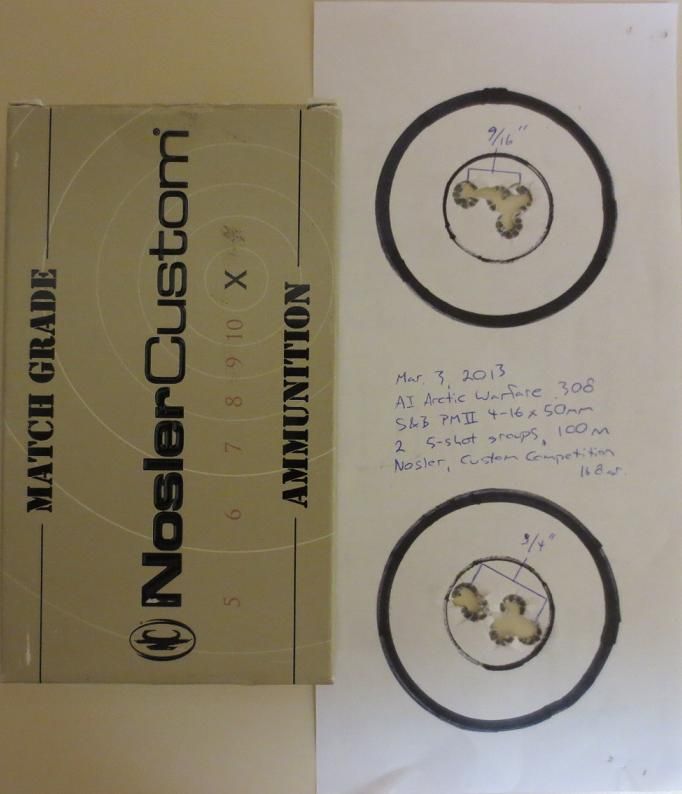 MATCH GRADE
NoslerCustom
5 6 7 8 9 10 X
AMMUNITION
9/16"
Mar. 3, 2013
AI Arctic Warfare .308
S&B PMII 4-16 x 50mm
2 5-shot groups, 100m
Nosler, Custom Competition
168 gr.
3/4"